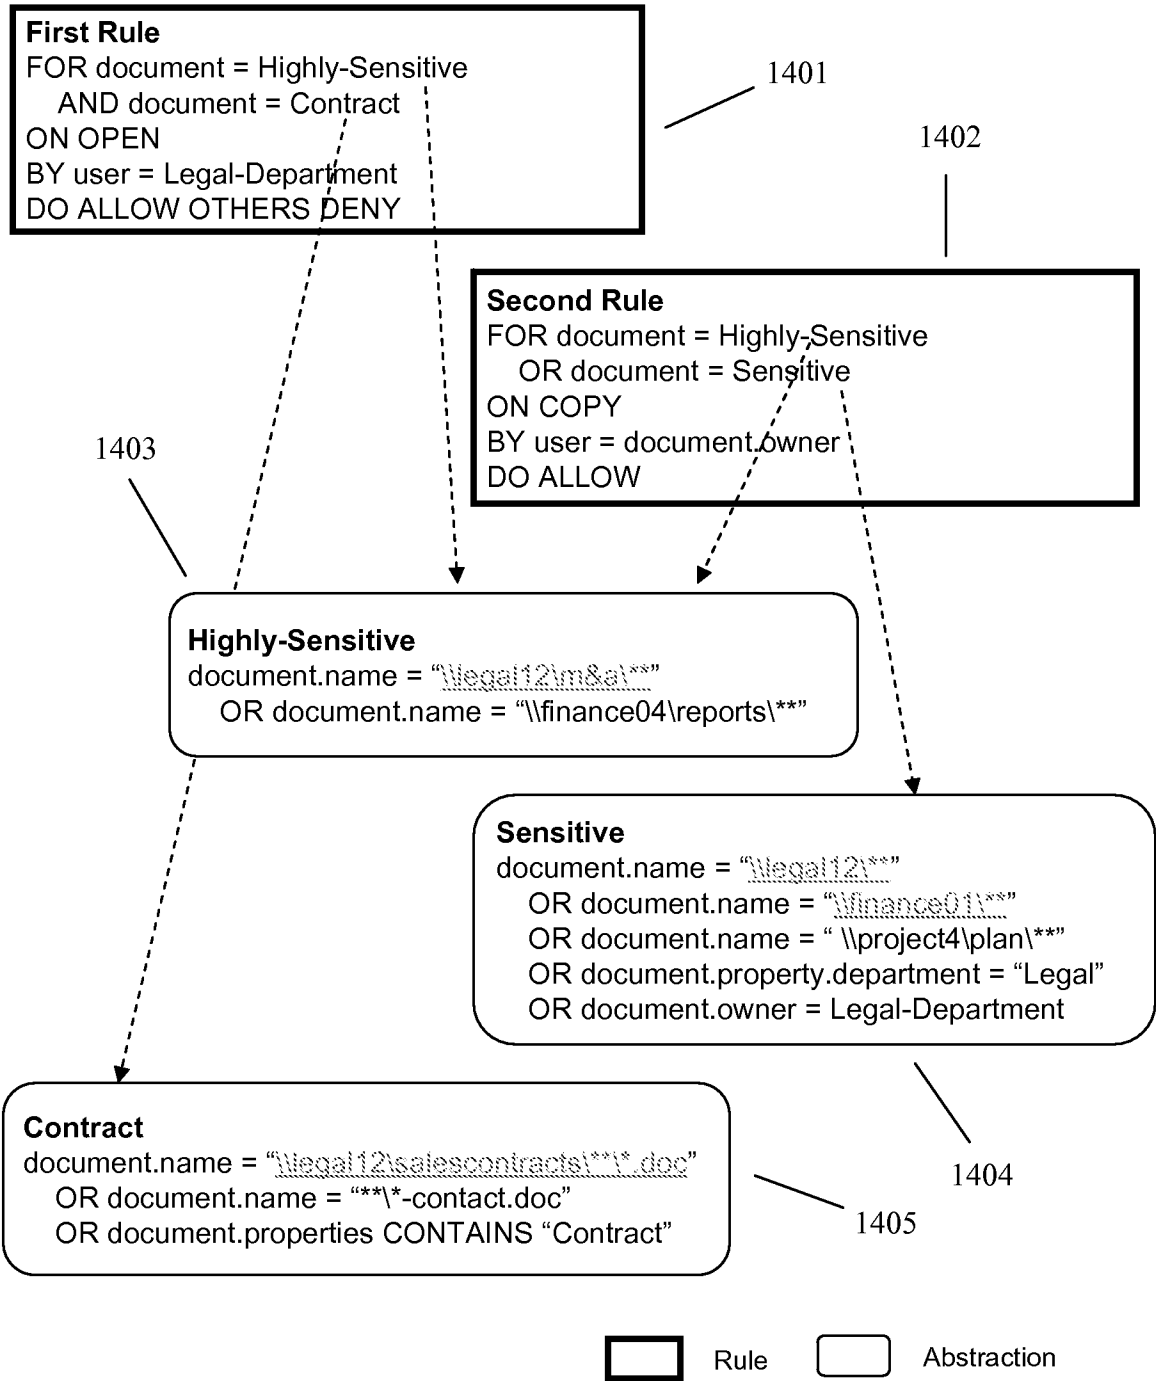 First Rule
FOR document = Highly-Sensitive
AND document = Contract
ON OPEN
BY user = Legal-Department
DO ALLOW OTHERS DENY
1401
1402
Second Rule
FOR document = Highly-Sensitive
OR document = Sensitive
ON COPY
BY user = document.owner
DO ALLOW
1403
Highly-Sensitive
document.name = “\\legal12\m&a\**”
OR document.name = “\\finance04\reports\**”
Sensitive
document.name = “\\legal12\**”
OR document.name = “\\finance01\**”
OR document.name = “ \\project4\plan\**”
OR document.property.department = “Legal”
OR document.owner = Legal-Department
1404
Contract
document.name = “\\legal12\salescontracts\**\*.doc”
OR document.name = “**\*-contact.doc”
OR document.properties CONTAINS “Contract”
1405
Rule
Abstraction